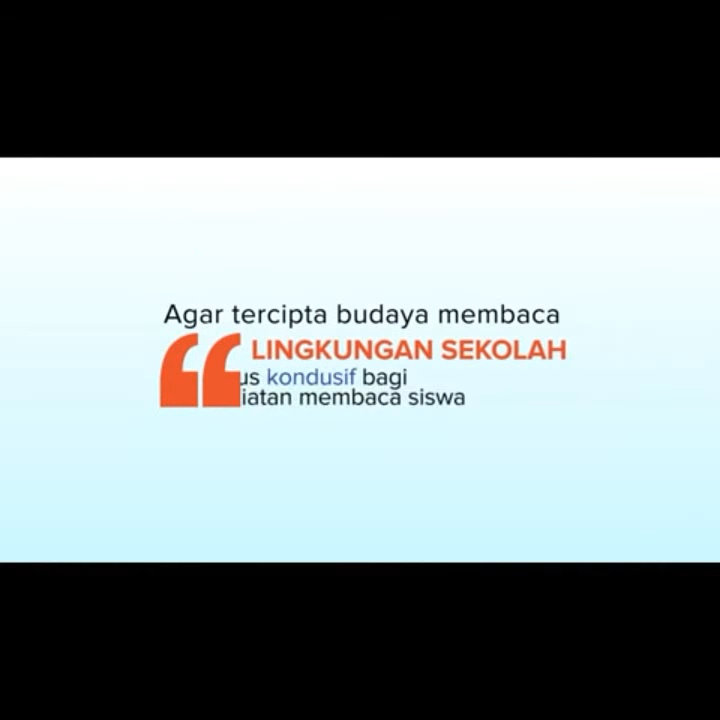 Agar tercipta budaya membaca
LINGKUNGAN SEKOLAH
kondusif bagi
membaca siswa